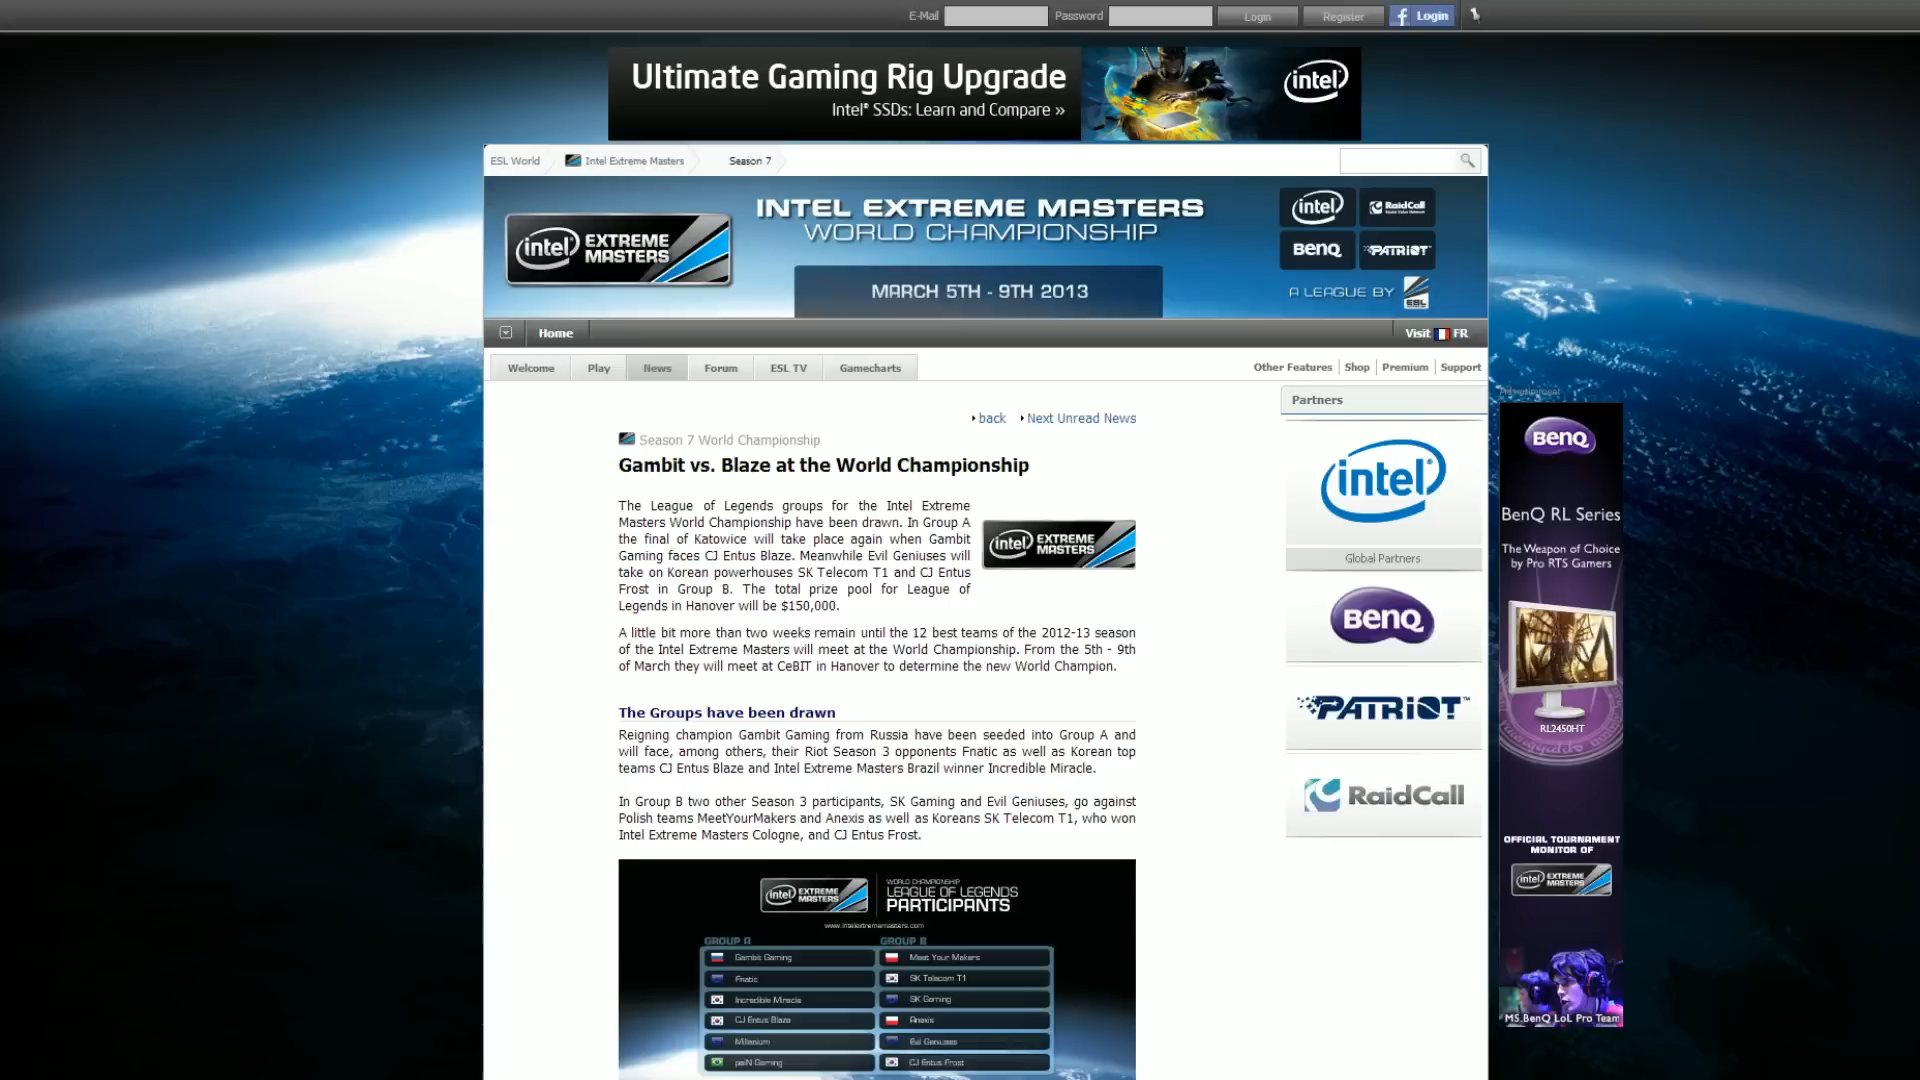 E-Mail Password Login Register Login
Ultimate Gaming Rig Upgrade
Intel® SSDs: Learn and Compare »
intel
ESL World Intel Extreme Masters Season 7
intel EXTREME MASTERS
INTEL EXTREME MASTERS
WORLD CHAMPIONSHIP
MARCH 5TH - 9TH 2013
intel RaidCall
BenQ PATRIOT
A LEAGUE BY ESL
Home Visit FR
Welcome Play News Forum ESL TV Gamecharts Other Features Shop Premium Support
back Next Unread News
Season 7 World Championship
Gambit vs. Blaze at the World Championship
The League of Legends groups for the Intel Extreme
Masters World Championship have been drawn. In Group A
the final of Katowice will take place again when Gambit
Gaming faces CJ Entus Blaze. Meanwhile Evil Geniuses will
take on Korean powerhouses SK Telecom T1 and CJ Entus
Frost in Group B. The total prize pool for League of
Legends in Hanover will be $150,000.
intel EXTREME MASTERS
A little bit more than two weeks remain until the 12 best teams of the 2012-13 season
of the Intel Extreme Masters will meet at the World Championship. From the 5th - 9th
of March they will meet at CeBIT in Hanover to determine the new World Champion.
The Groups have been drawn
Reigning champion Gambit Gaming from Russia have been seeded into Group A and
will face, among others, their Riot Season 3 opponents Fnatic as well as Korean top
teams CJ Entus Blaze and Intel Extreme Masters Brazil winner Incredible Miracle.
In Group B two other Season 3 participants, SK Gaming and Evil Geniuses, go against
Polish teams MeetYourMakers and Anexis as well as Koreans SK Telecom T1, who won
Intel Extreme Masters Cologne, and CJ Entus Frost.
intel EXTREME MASTERS
WORLD CHAMPIONSHIP
LEAGUE OF LEGENDS
PARTICIPANTS
www.intelextrememasters.com
GROUP A GROUP B
Gambit Gaming Meet Your Makers
Fnatic SK Telecom T1
Incredible Miracle SK Gaming
CJ Entus Blaze Anexis
Millenium Evil Geniuses
paiN Gaming CJ Entus Frost
Partners
intel
Global Partners
BenQ
PATRIOT™
RaidCall
Advertisement
BenQ
BenQ RL Series
The Weapon of Choice
by Pro RTS Gamers
RL2450HT
OFFICIAL TOURNAMENT
MONITOR OF
intel EXTREME MASTERS
M5.BenQ LoL Pro Team